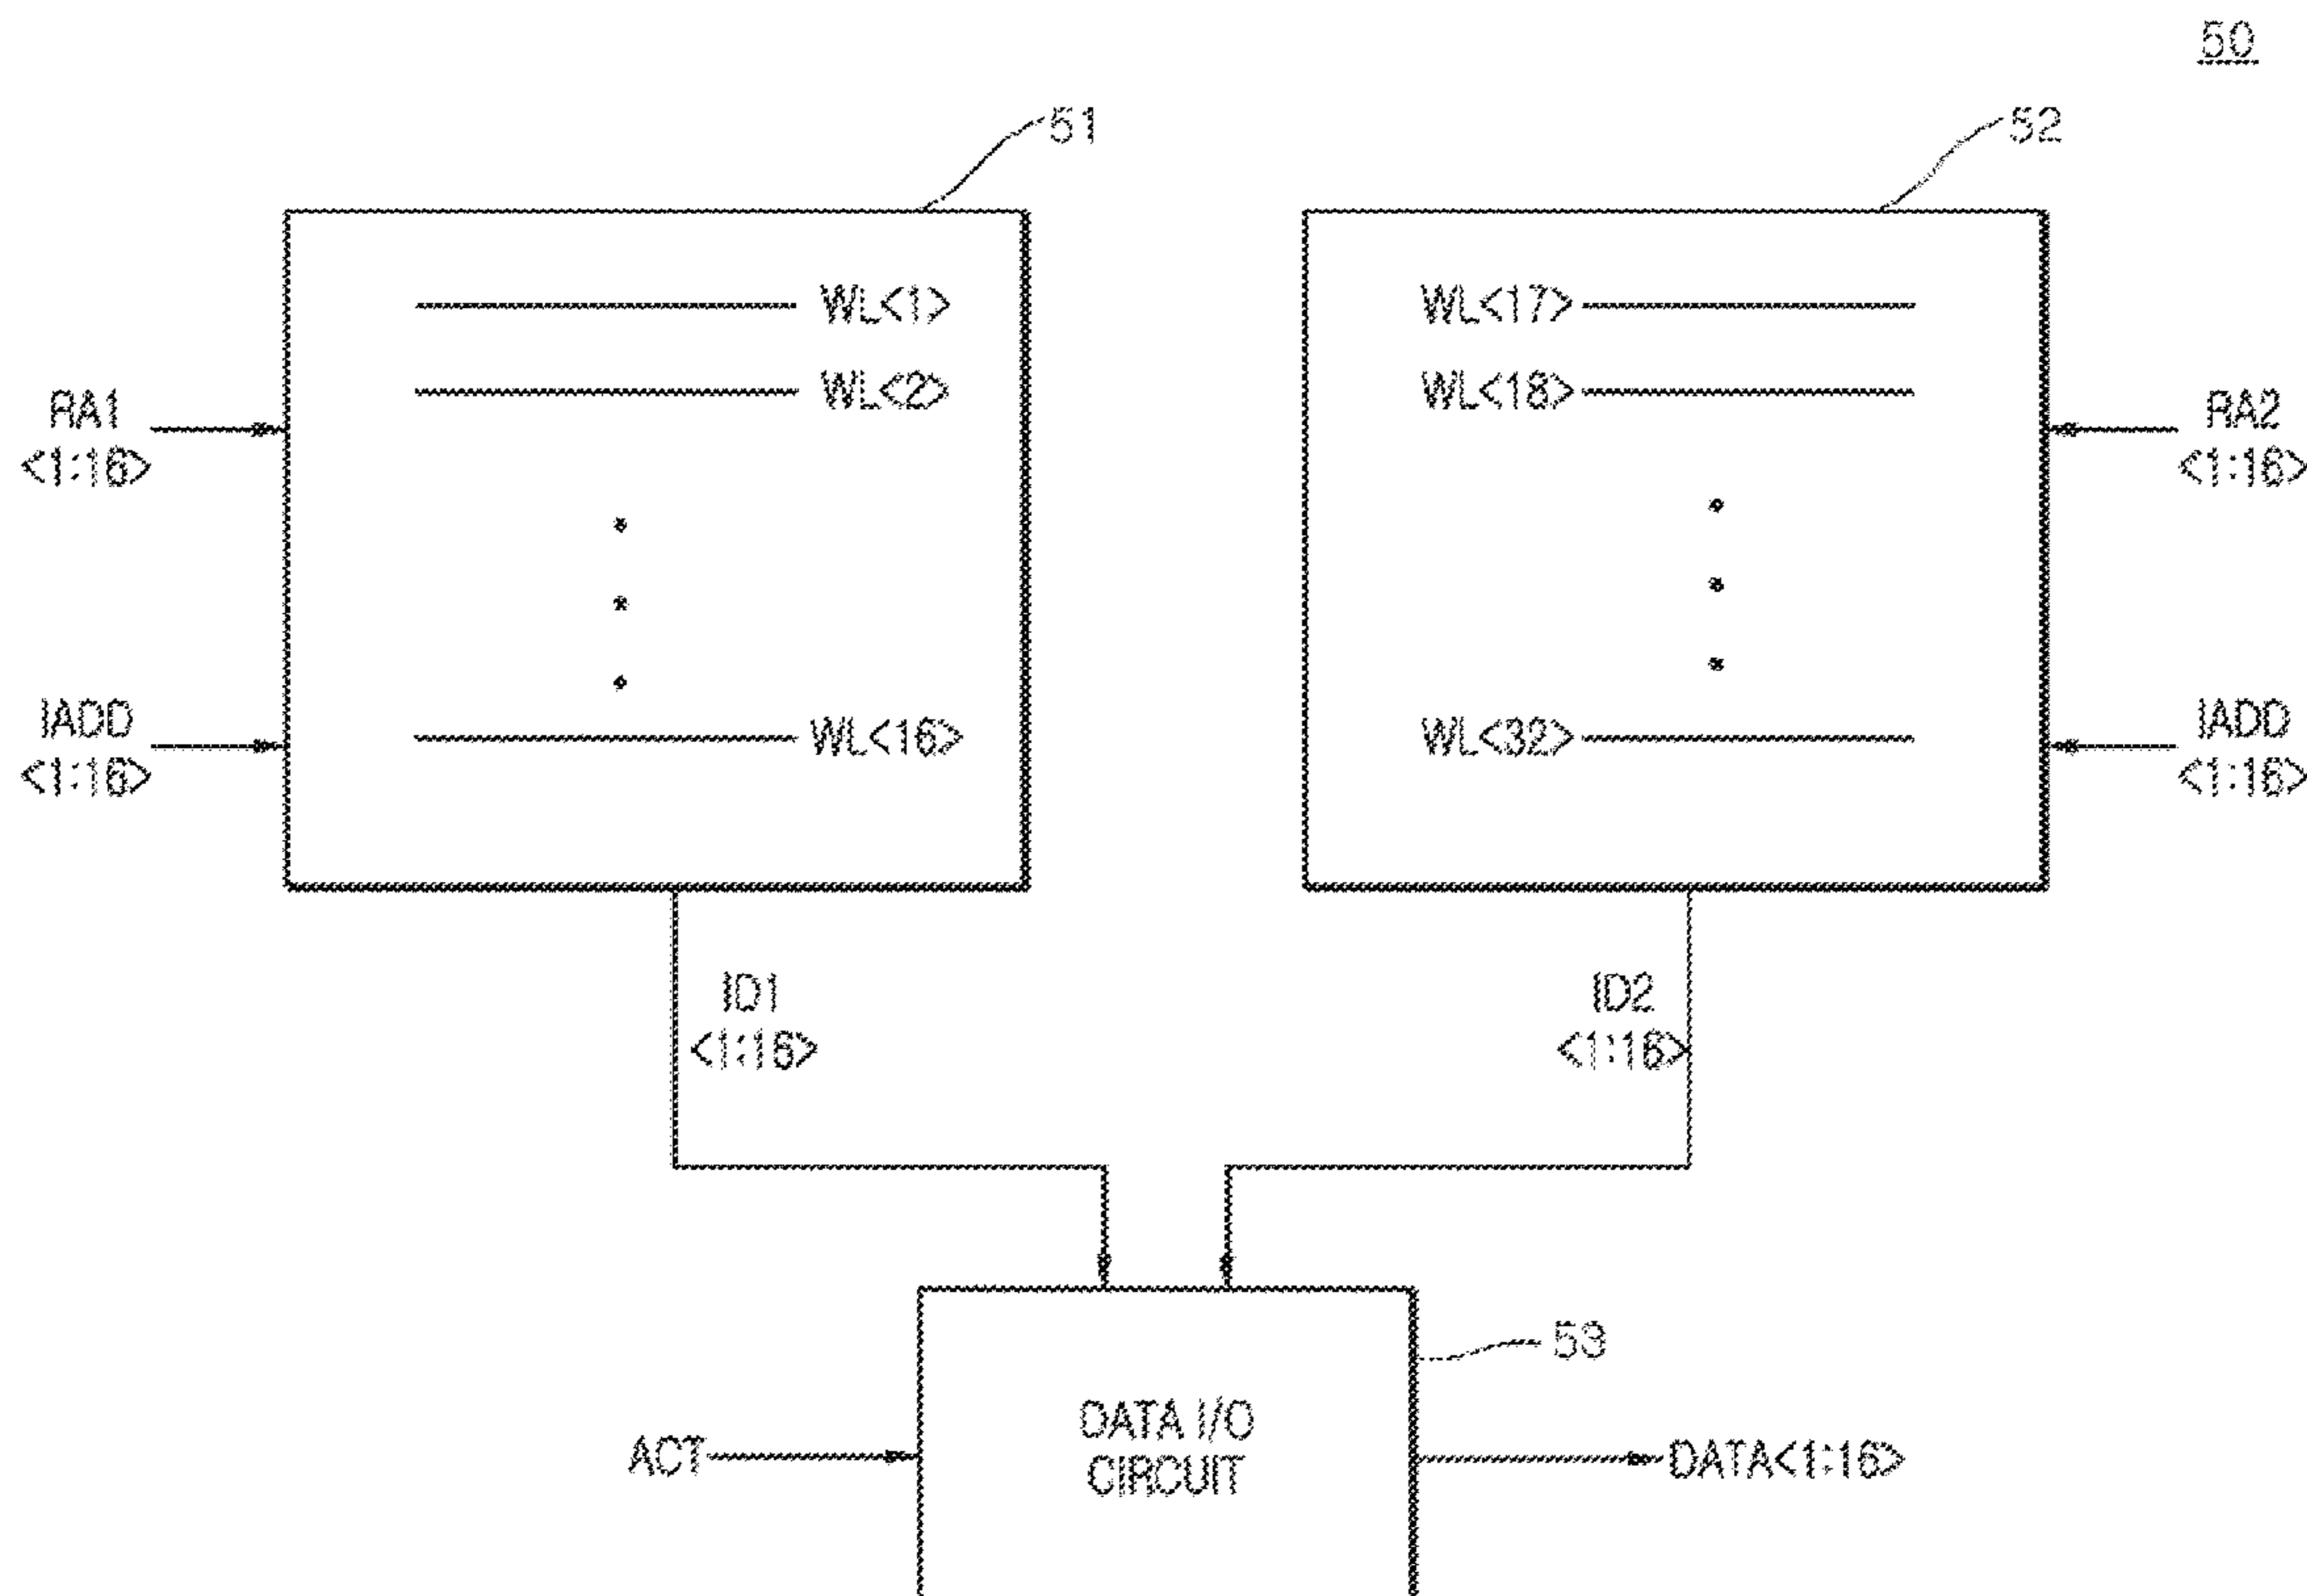 50
51
52
WL<1>
WL<17>
WL<2>
WL<18>
RA1
<1:16>
RA2
<1:16>
IADD
<1:16>
WL<16>
WL<32>
IADD
<1:16>
ID1
<1:16>
ID2
<1:16>
53
DATA I/O
CIRCUIT
ACT
DATA<1:16>